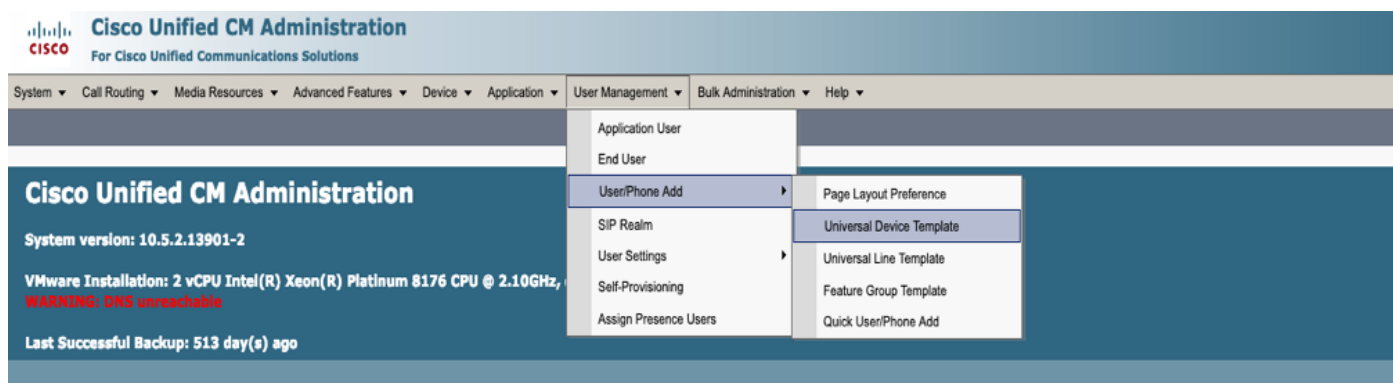 Cisco Unified CM Administration
CISCO
For Cisco Unified Communications Solutions
System Call Routing Media Resources Advanced Features Device Application User Management Bulk Administration Help
Application User
End User
User/Phone Add
SIP Realm
User Settings
Self-Provisioning
Assign Presence Users
Page Layout Preference
Universal Device Template
Universal Line Template
Feature Group Template
Quick User/Phone Add
Cisco Unified CM Administration
System version: 10.5.2.13901-2
VMware Installation: 2 vCPU Intel(R) Xeon(R) Platinum 8176 CPU @ 2.10GHz,
WARNING: DNS unreachable
Last Successful Backup: 513 day(s) ago